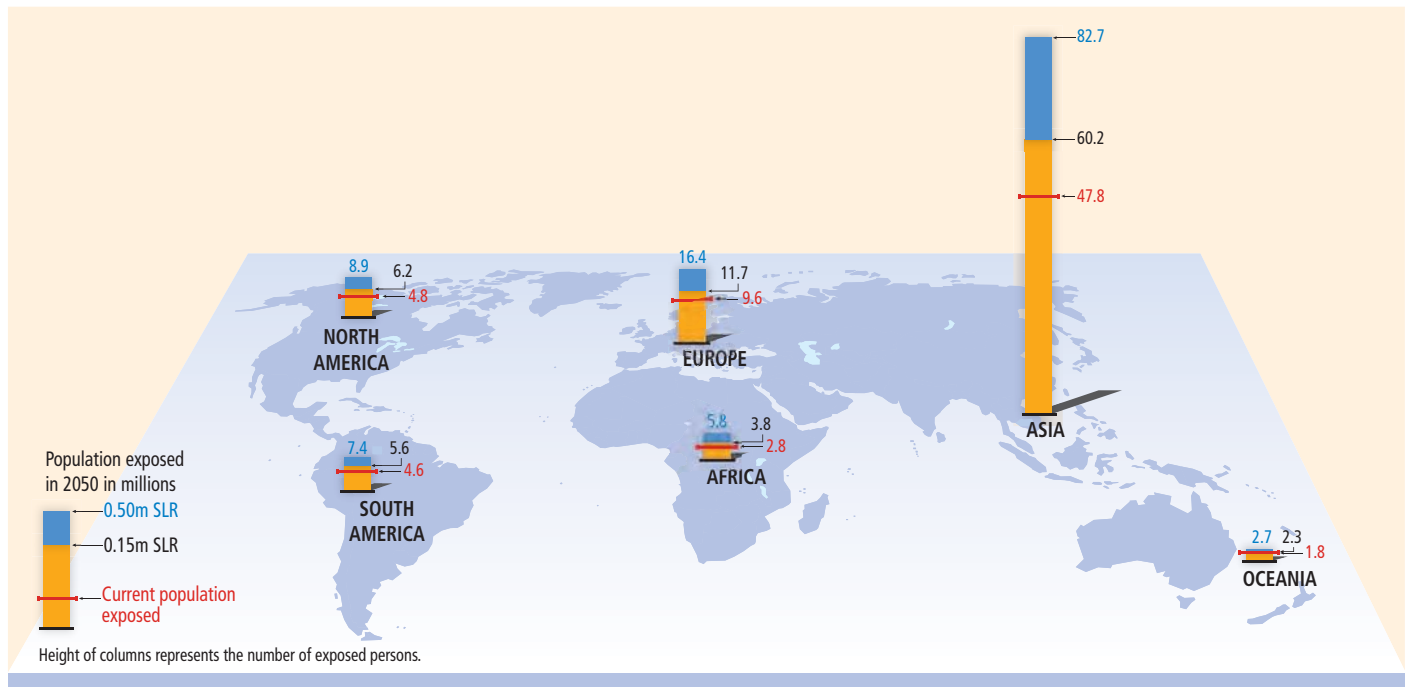 82.7
60.2
47.8
ASIA
8.9
6.2
4.8
NORTH
AMERICA
16.4
11.7
9.6
EUROPE
5.8
3.8
2.8
AFRICA
7.4
5.6
4.6
SOUTH
AMERICA
2.7
2.3
1.8
OCEANIA
Population exposed
in 2050 in millions
0.50m SLR
0.15m SLR
Current population
exposed
Height of columns represents the number of exposed persons.